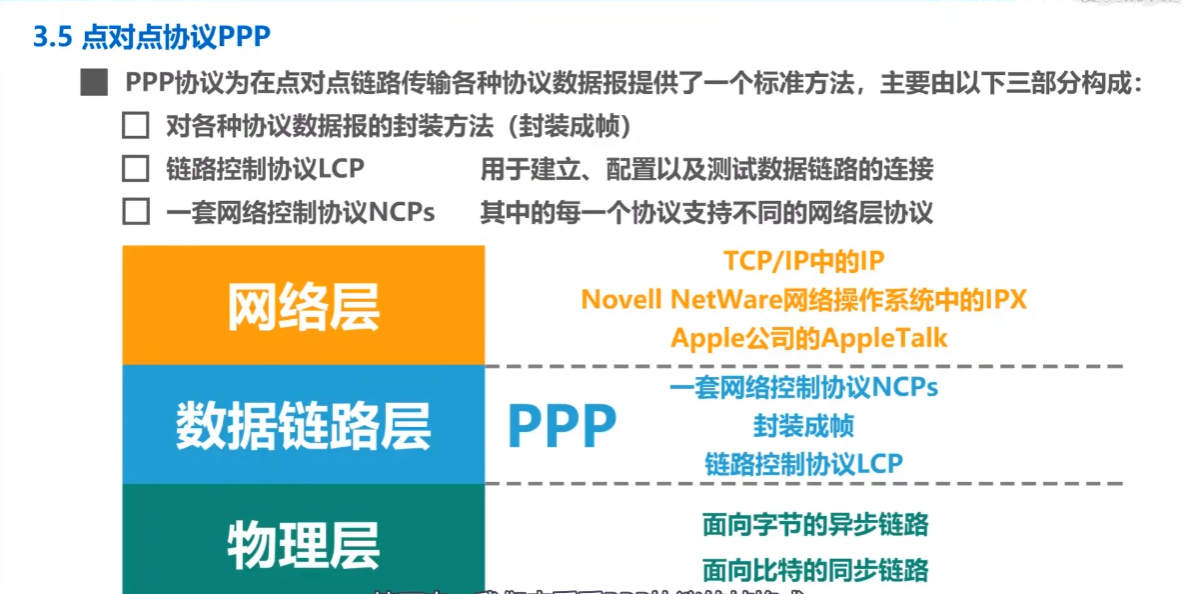 3.5 点对点协议PPP
PPP协议为在点对点链路传输各种协议数据报提供了一个标准方法，主要由以下三部分构成：
对各种协议数据报的封装方法（封装成帧）
链路控制协议LCP 用于建立、配置以及测试数据链路的连接
一套网络控制协议NCPs 其中的每一个协议支持不同的网络层协议
网络层
TCP/IP中的IP
Novell NetWare网络操作系统中的IPX
Apple公司的AppleTalk
数据链路层
PPP
一套网络控制协议NCPs
封装成帧
链路控制协议LCP
物理层
面向字节的异步链路
面向比特的同步链路